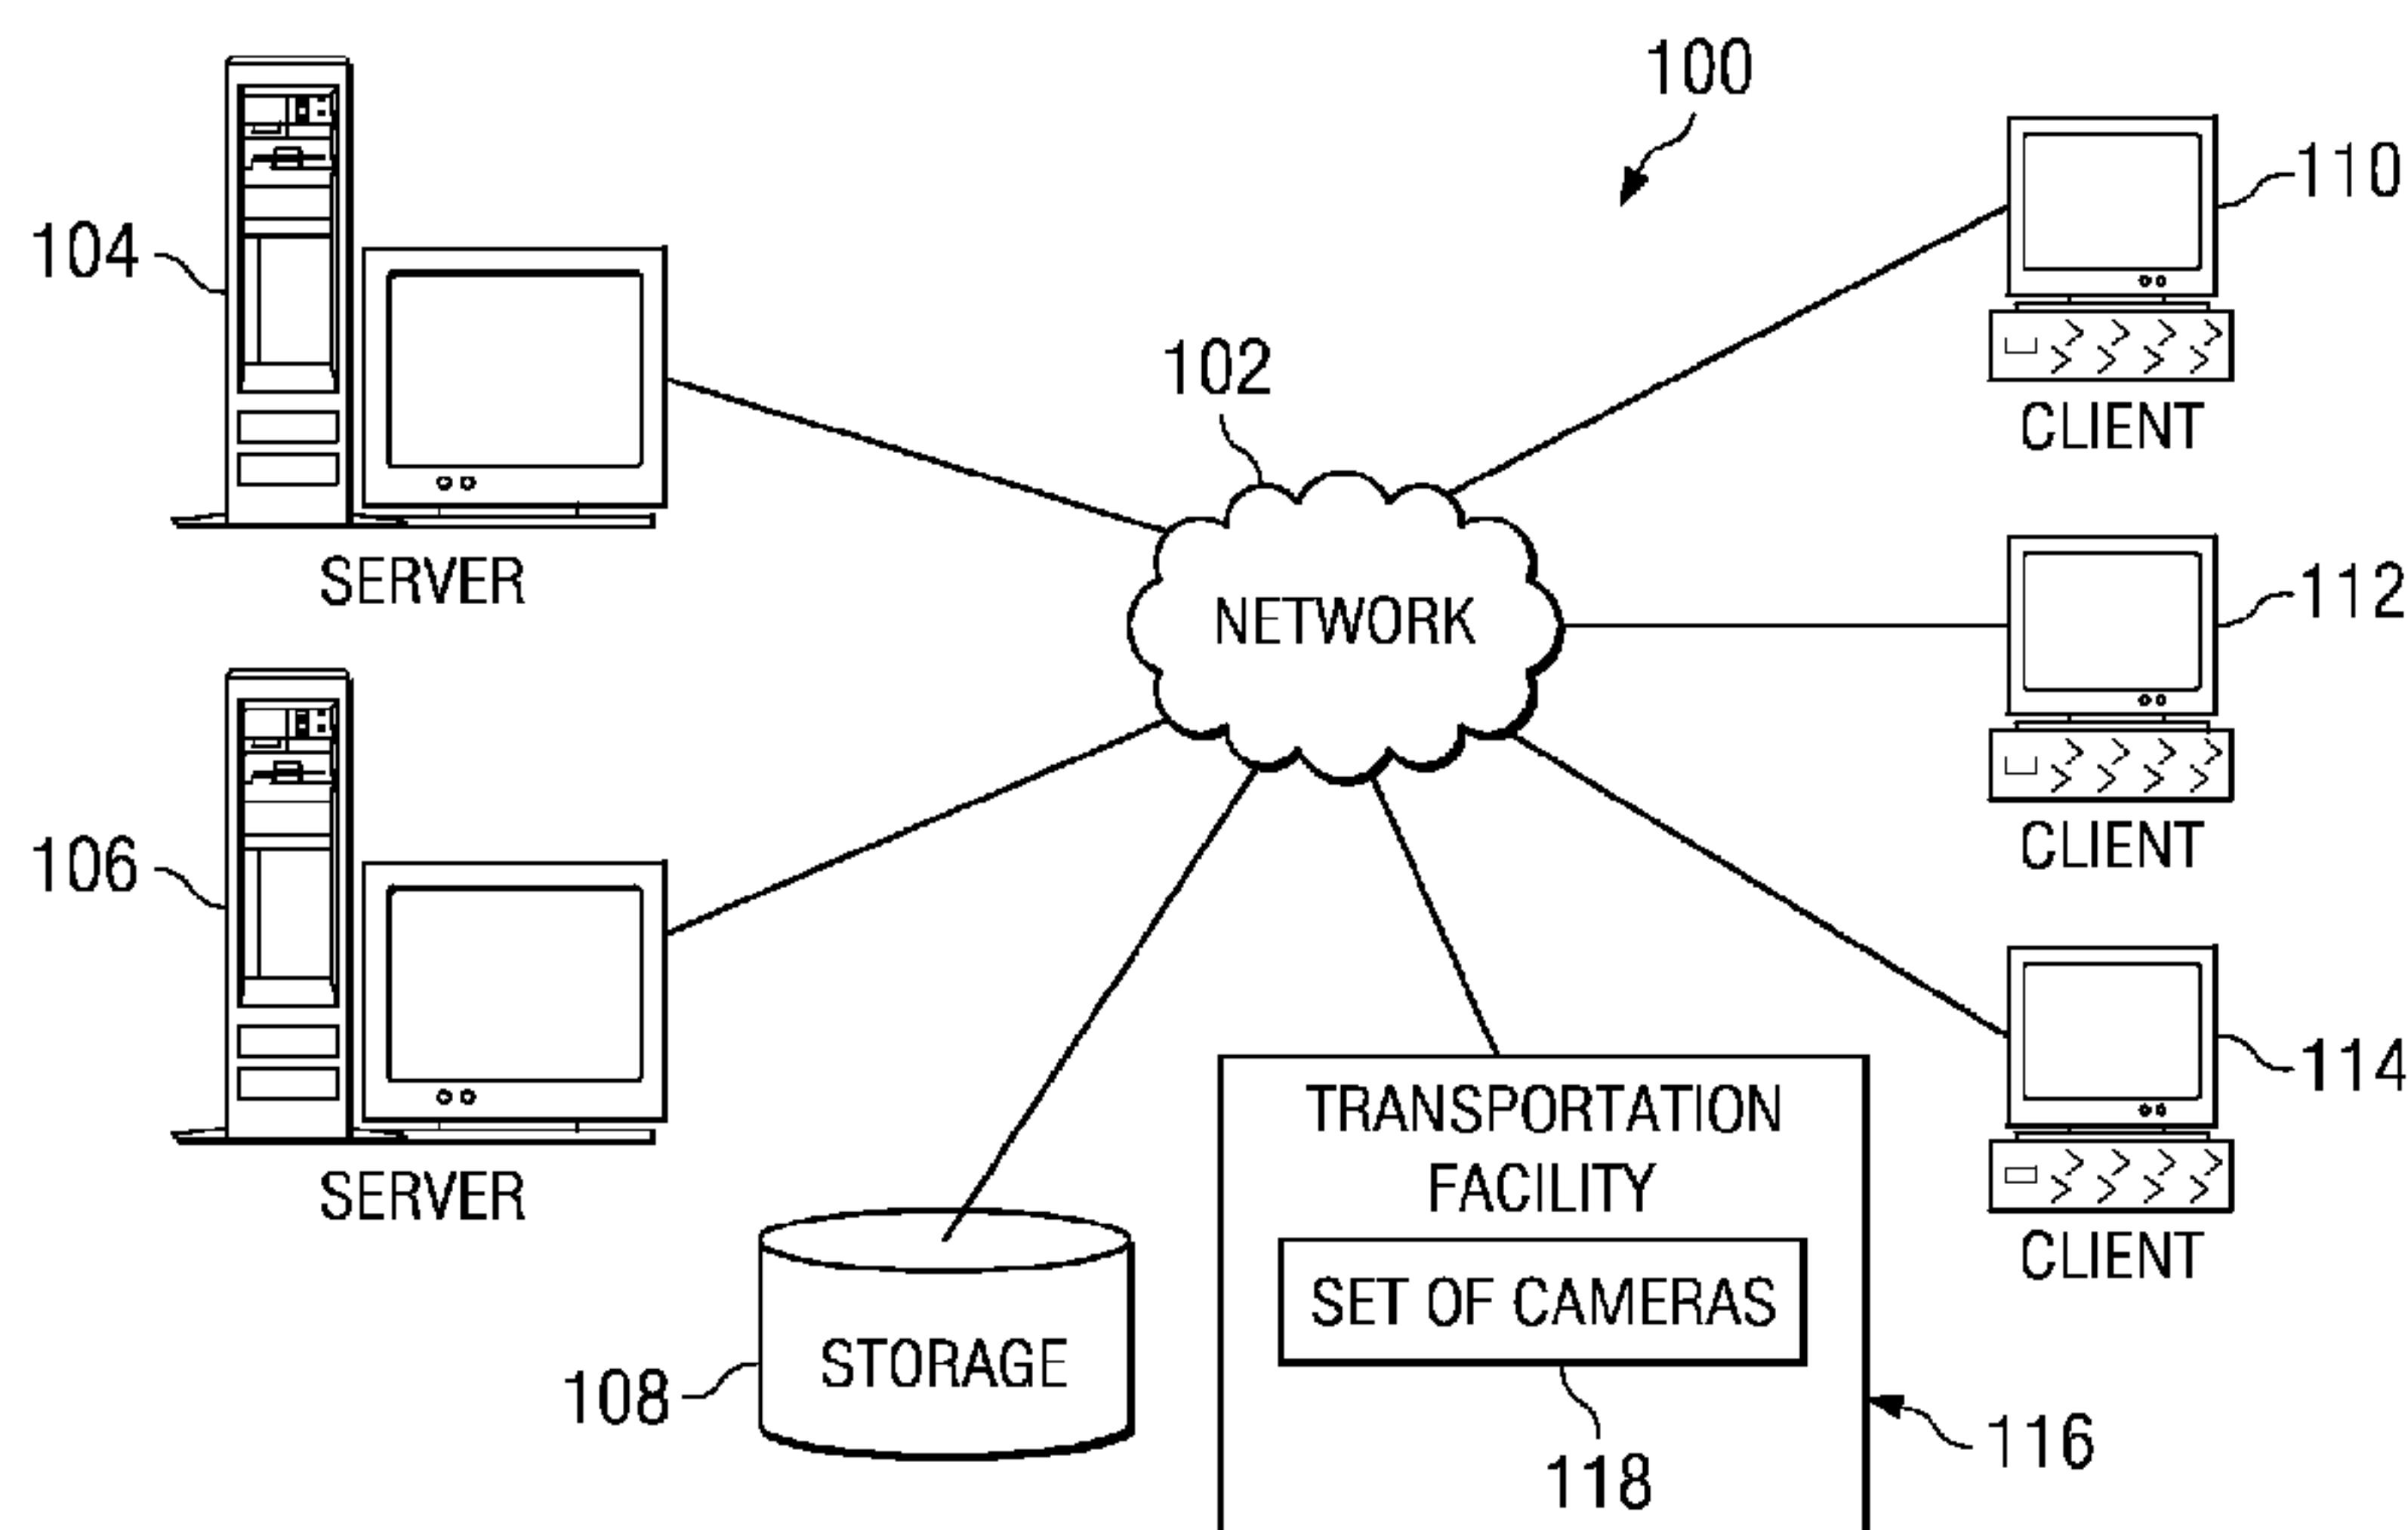 100
104
110
102
CLIENT
SERVER
NETWORK
112
106
CLIENT
114
TRANSPORTATION
FACILITY
SERVER
CLIENT
SET OF CAMERAS
STORAGE
108
116
118